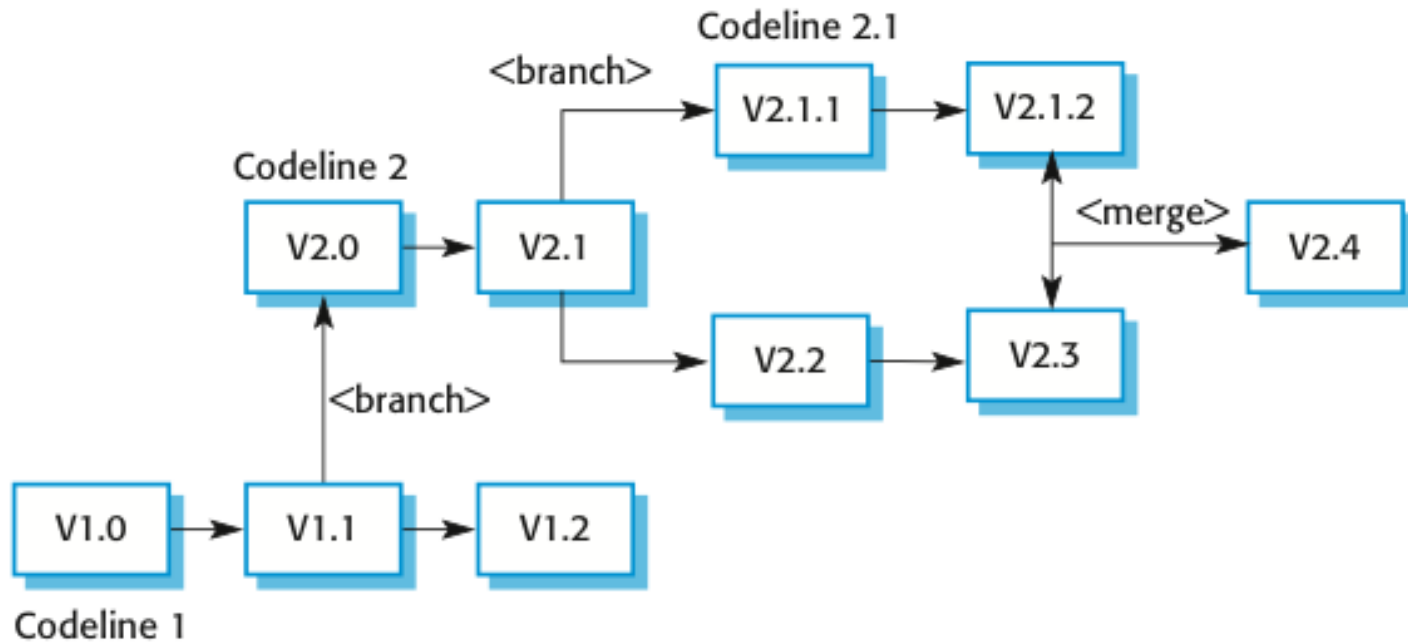 Codeline 2.1
<branch>
V2.1.1
V2.1.2
Codeline 2
<merge>
V2.0
V2.1
V2.4
V2.2
V2.3
<branch>
V1.0
V1.1
V1.2
Codeline 1